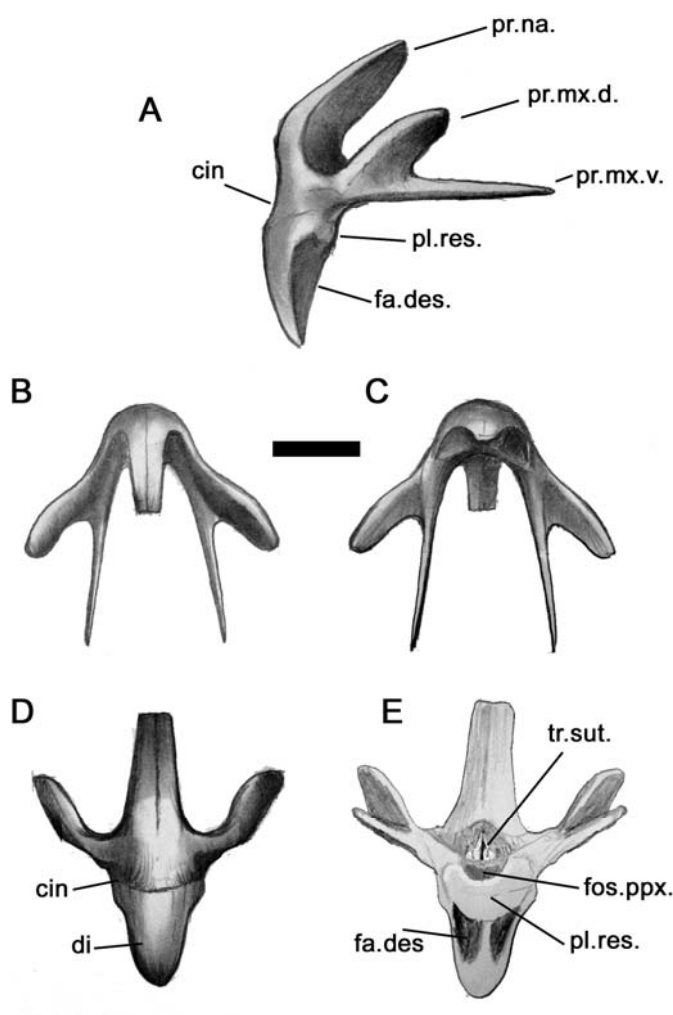 A
pr.na.
pr.mx.d.
cin
pr.mx.v.
pl.res.
fa.des.
B
C
D
E
tr.sut.
cin
fos.ppx.
di
fa.des
pl.res.